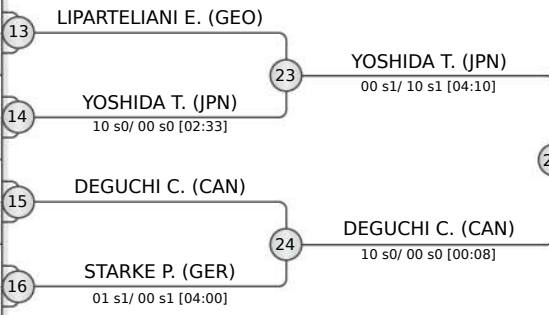 LIPARTELIANI E. (GEO)
13
YOSHIDA T. (JPN)
23
00 s1/ 10 s1 [04:10]
YOSHIDA T. (JPN)
14
10 s0/ 00 s0 [02:33]
DEGUCHI C. (CAN)
15
DEGUCHI C. (CAN)
24
10 s0/ 00 s0 [00:08]
STARKE P. (GER)
16
01 s1/ 00 s1 [04:00]